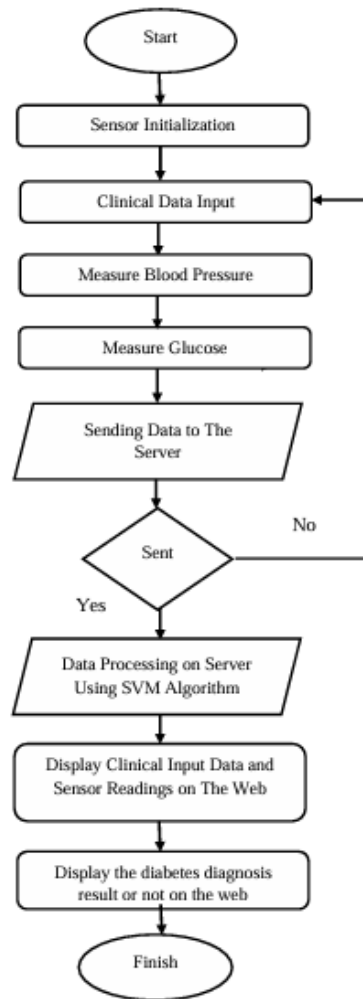 Start
Sensor Initialization
Clinical Data Input
Measure Blood Pressure
Measure Glucose
Sending Data to The
Server
No
Sent
Yes
Data Processing on Server
Using SVM Algorithm
Display Clinical Input Data and
Sensor Readings on The Web
Display the diabetes diagnosis
result or not on the web
Finish